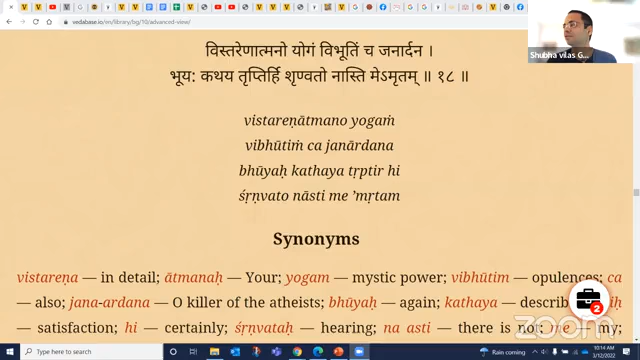 vedabase.io/en/library/bg/10/advanced-view/
Shubha vilas G...
विस्तरेणात्मनो योगं विभूतिं च जनार्दन ।
भूय: कथय तृप्तिर्हि श‍ृण्वतो नास्ति मेऽमृतम् ॥ १८ ॥
vistareṇātmano yogaṁ
vibhūtiṁ ca janārdana
bhūyaḥ kathaya tṛptir hi
śṛṇvato nāsti me ’mṛtam
Synonyms
vistareṇa — in detail; ātmanaḥ — Your; yogam — mystic power; vibhūtim — opulences; ca
— also; jana-ardana — O killer of the atheists; bhūyaḥ — again; kathaya — describe;
— satisfaction; hi — certainly; śṛṇvataḥ — hearing; na asti — there is not; me — my;
2
zoom
Type here to search
Rain coming
10:14 AM
3/12/2022